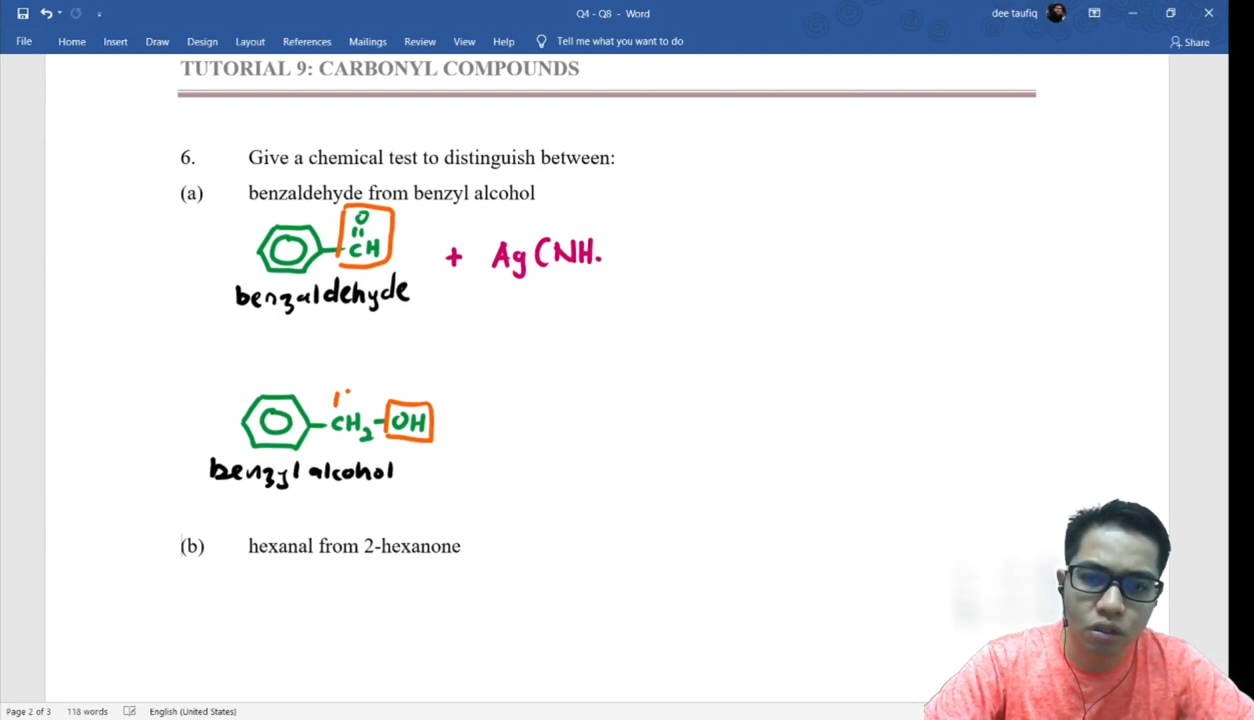 Q4 - Q8 - Word
dee taufiq
File Home Insert Draw Design Layout References Mailings Review View Help Tell me what you want to do Share
TUTORIAL 9: CARBONYL COMPOUNDS
6. Give a chemical test to distinguish between:
(a) benzaldehyde from benzyl alcohol
O
CH + Ag(NH.
benzaldehyde
1
CH2-OH
benzyl alcohol
(b) hexanal from 2-hexanone
Page 2 of 3 118 words English (United States)